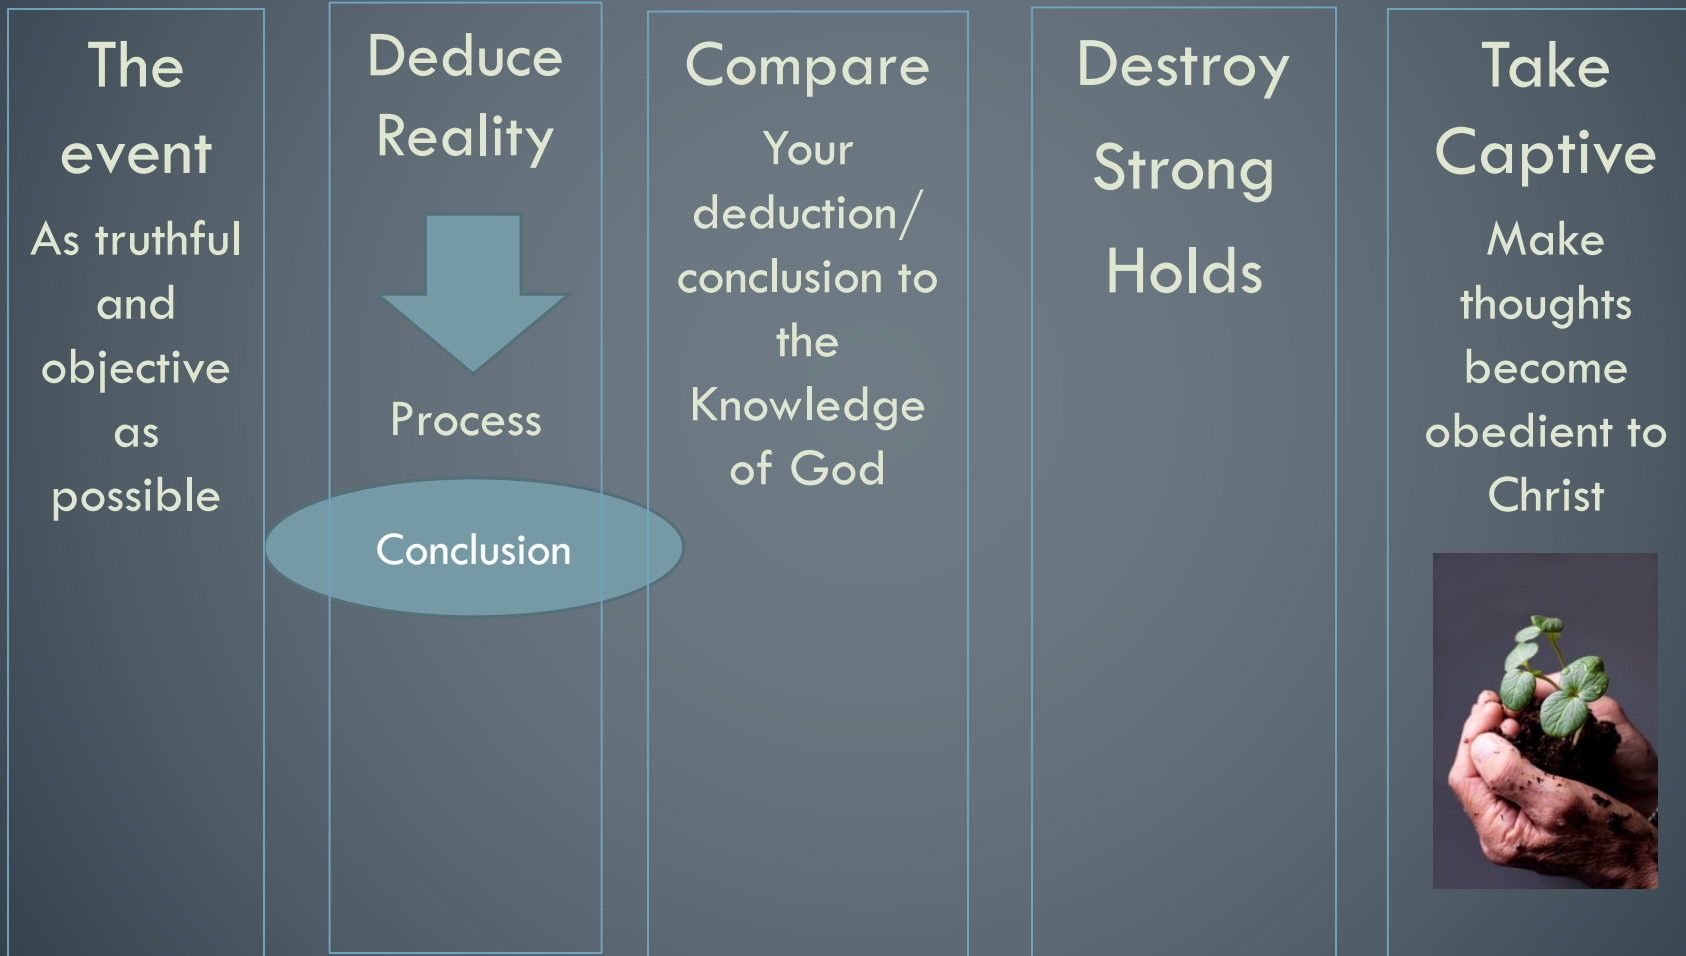 The
event
As truthful
and
objective
as
possible
Deduce
Reality
Process
Conclusion
Compare
Your
deduction/
conclusion to
the
Knowledge
of God
Destroy
Strong
Holds
Take
Captive
Make
thoughts
become
obedient to
Christ